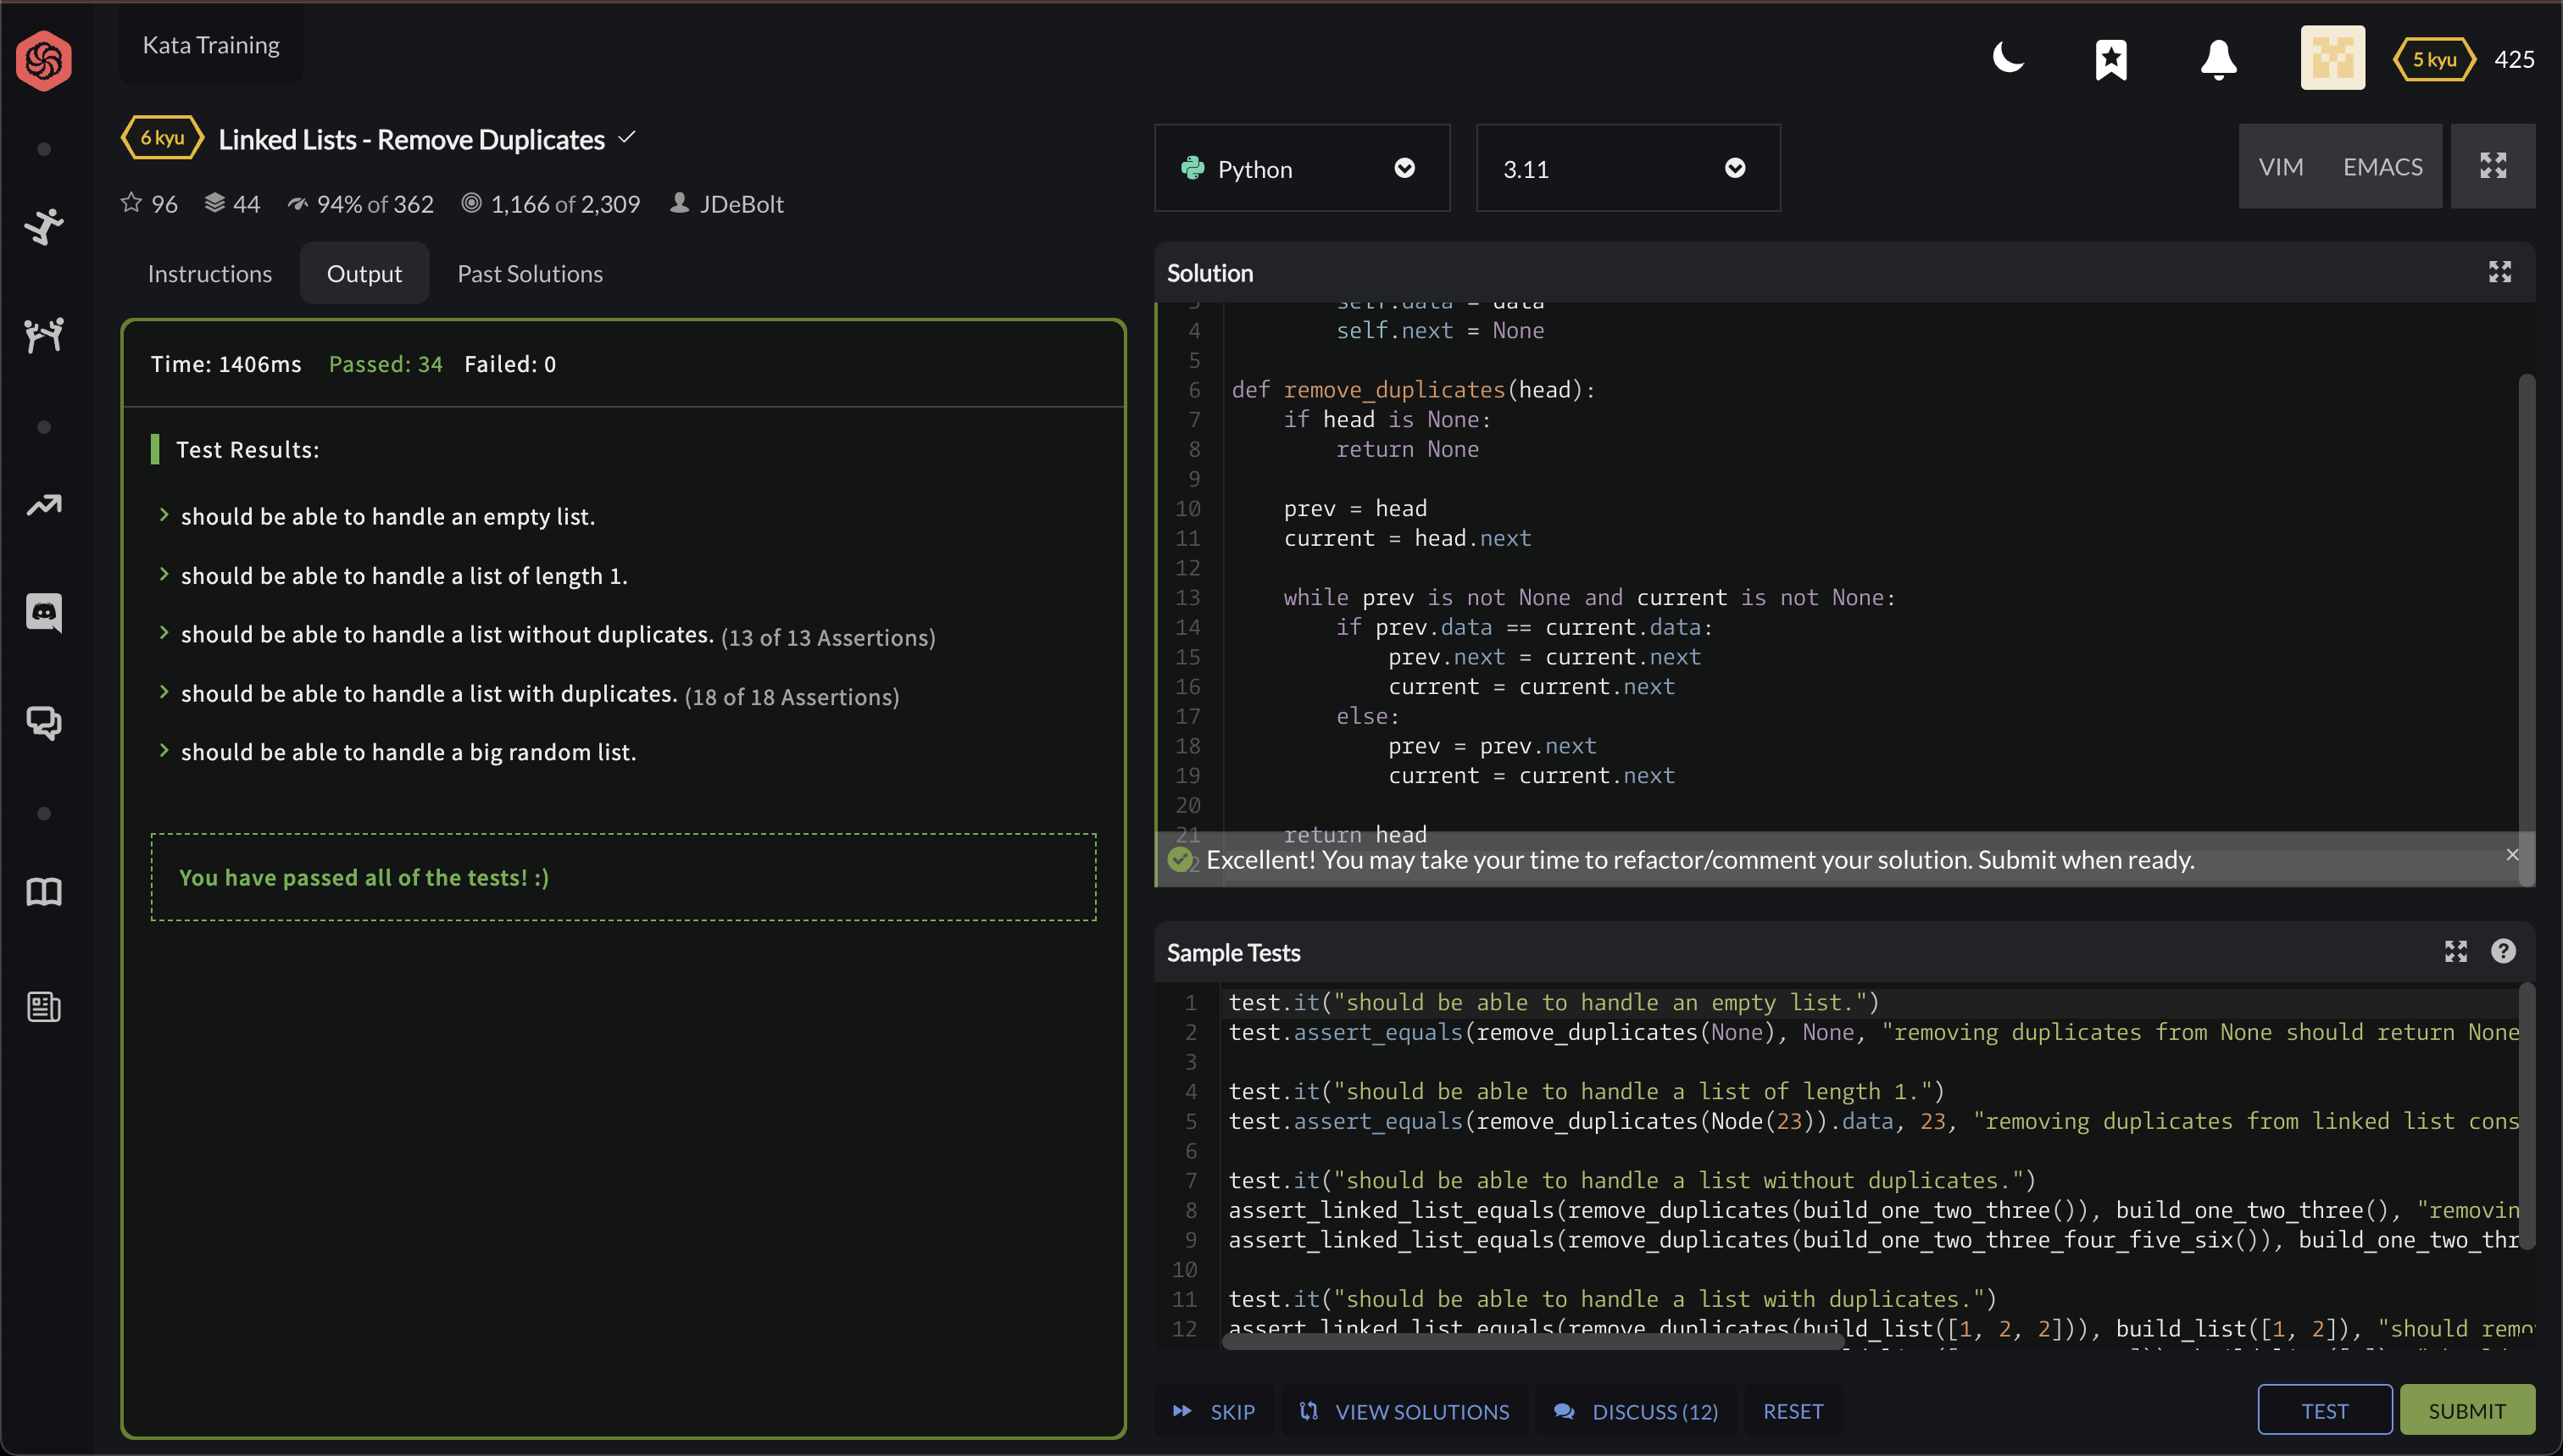 Kata Training
5 kyu 425
6 kyu Linked Lists - Remove Duplicates
96 44 94% of 362 1,166 of 2,309 JDeBolt
Instructions Output Past Solutions
Time: 1406ms Passed: 34 Failed: 0
Test Results:
should be able to handle an empty list.
should be able to handle a list of length 1.
should be able to handle a list without duplicates. (13 of 13 Assertions)
should be able to handle a list with duplicates. (18 of 18 Assertions)
should be able to handle a big random list.
You have passed all of the tests! :)
Python 3.11 VIM EMACS
Solution
3 self.data = data
4 self.next = None
5
6 def remove_duplicates(head):
7 if head is None:
8 return None
9
10 prev = head
11 current = head.next
12
13 while prev is not None and current is not None:
14 if prev.data == current.data:
15 prev.next = current.next
16 current = current.next
17 else:
18 prev = prev.next
19 current = current.next
20
21 return head
Excellent! You may take your time to refactor/comment your solution. Submit when ready.
Sample Tests
1 test.it("should be able to handle an empty list.")
2 test.assert_equals(remove_duplicates(None), None, "removing duplicates from None should return None
3
4 test.it("should be able to handle a list of length 1.")
5 test.assert_equals(remove_duplicates(Node(23)).data, 23, "removing duplicates from linked list cons
6
7 test.it("should be able to handle a list without duplicates.")
8 assert_linked_list_equals(remove_duplicates(build_one_two_three()), build_one_two_three(), "removin
9 assert_linked_list_equals(remove_duplicates(build_one_two_three_four_five_six()), build_one_two_thr
10
11 test.it("should be able to handle a list with duplicates.")
12 assert_linked_list_equals(remove_duplicates(build_list([1, 2, 2])), build_list([1, 2]), "should remo
SKIP VIEW SOLUTIONS DISCUSS (12) RESET TEST SUBMIT